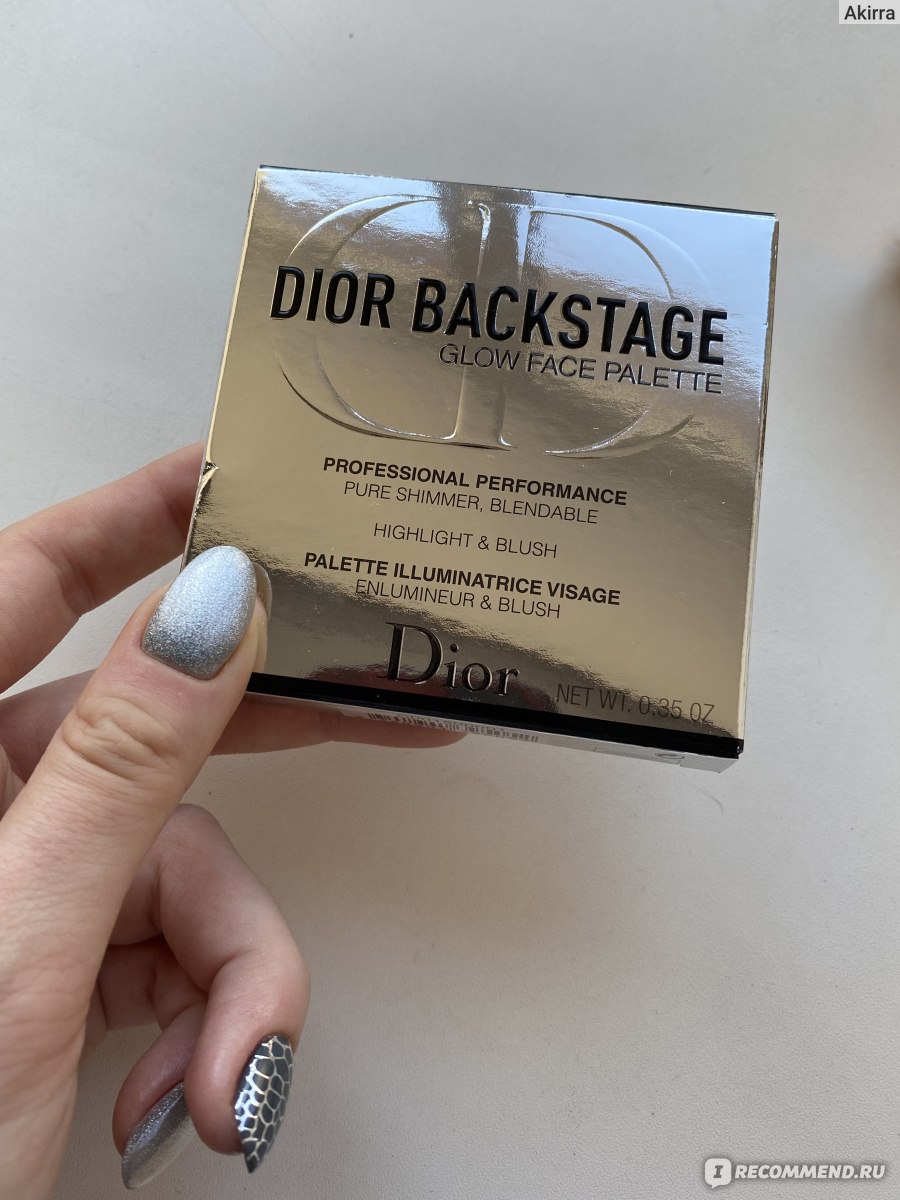 Akirra
DIOR BACKSTAGE
GLOW FACE PALETTE
PROFESSIONAL PERFORMANCE
PURE SHIMMER, BLENDABLE
HIGHLIGHT & BLUSH
PALETTE ILLUMINATRICE VISAGE
ENLUMINEUR & BLUSH
Dior
NET WT. 0.35 OZ
IRECOMMEND.RU